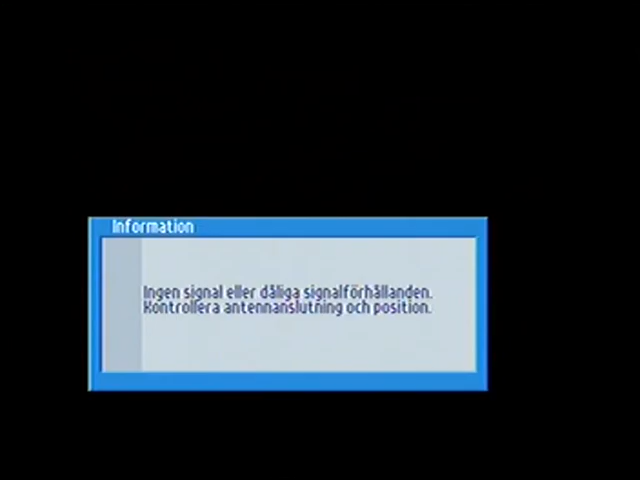 Information
Ingen signal eller dåliga signalförhållanden.
Kontrollera antennanslutning och position.